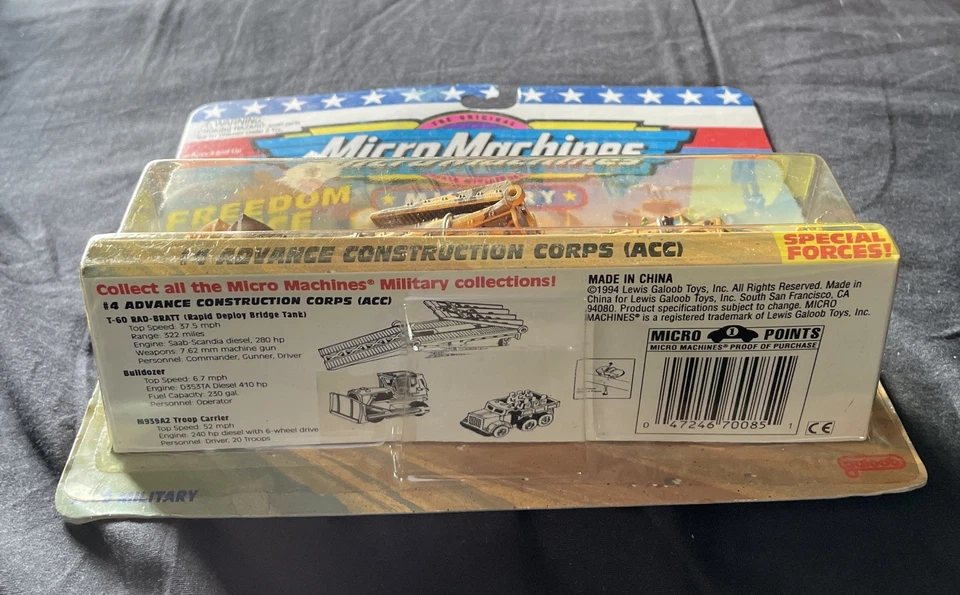 THE ORIGINAL
Micro Machines
MILITARY
FREEDOM
#4 ADVANCE CONSTRUCTION CORPS (ACC)
SPECIAL
FORCES!
Collect all the Micro Machines® Military collections!
#4 ADVANCE CONSTRUCTION CORPS (ACC)
T-60 RAD-BRATT (Rapid Deploy Bridge Tank)
Top Speed: 37.5 mph
Range: 322 miles
Engine: Saab-Scandia diesel, 280 hp
Weapons: 7.62 mm machine gun
Personnel: Commander, Gunner, Driver
Bulldozer
Top Speed: 6.7 mph
Engine: D353TA Diesel 410 hp
Fuel Capacity: 230 gal.
Personnel: Operator
M939A2 Troop Carrier
Top Speed: 52 mph
Engine: 240 hp diesel with 6-wheel drive
Personnel: Driver, 20 Troops
MADE IN CHINA
©1994 Lewis Galoob Toys, Inc. All Rights Reserved. Made in
China for Lewis Galoob Toys, Inc. South San Francisco, CA
94080. Product specifications subject to change. MICRO
MACHINES® is a registered trademark of Lewis Galoob Toys, Inc.
MICRO 1 POINTS
MICRO MACHINES® PROOF OF PURCHASE
0 47246 70085 1
CE
galoob
MILITARY